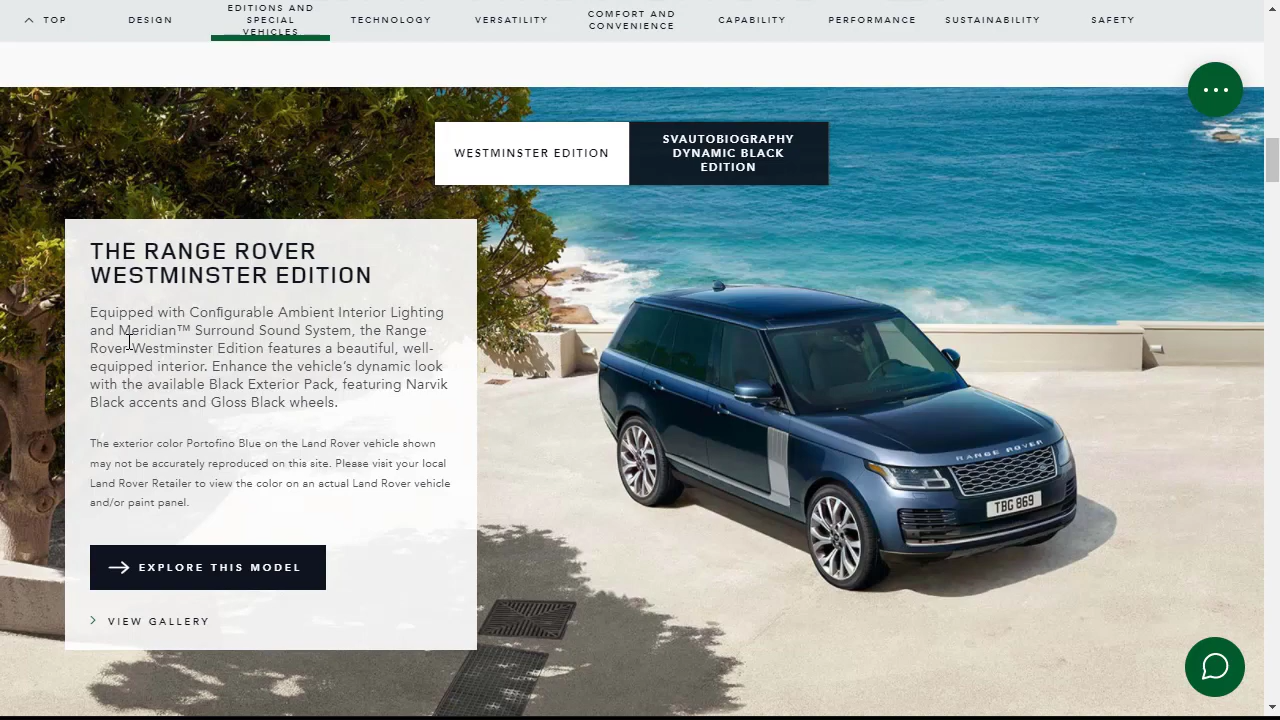 TOP
DESIGN
EDITIONS AND
SPECIAL
VEHICLES
TECHNOLOGY
VERSATILITY
COMFORT AND
CONVENIENCE
CAPABILITY
PERFORMANCE
SUSTAINABILITY
SAFETY
WESTMINSTER EDITION
SVAUTOBIOGRAPHY
DYNAMIC BLACK
EDITION
THE RANGE ROVER
WESTMINSTER EDITION
Equipped with Configurable Ambient Interior Lighting
and Meridian™ Surround Sound System, the Range
Rover Westminster Edition features a beautiful, well-
equipped interior. Enhance the vehicle’s dynamic look
with the available Black Exterior Pack, featuring Narvik
Black accents and Gloss Black wheels.
The exterior color Portofino Blue on the Land Rover vehicle shown
may not be accurately reproduced on this site. Please visit your local
Land Rover Retailer to view the color on an actual Land Rover vehicle
and/or paint panel.
EXPLORE THIS MODEL
VIEW GALLERY
RANGE ROVER
TBG 869